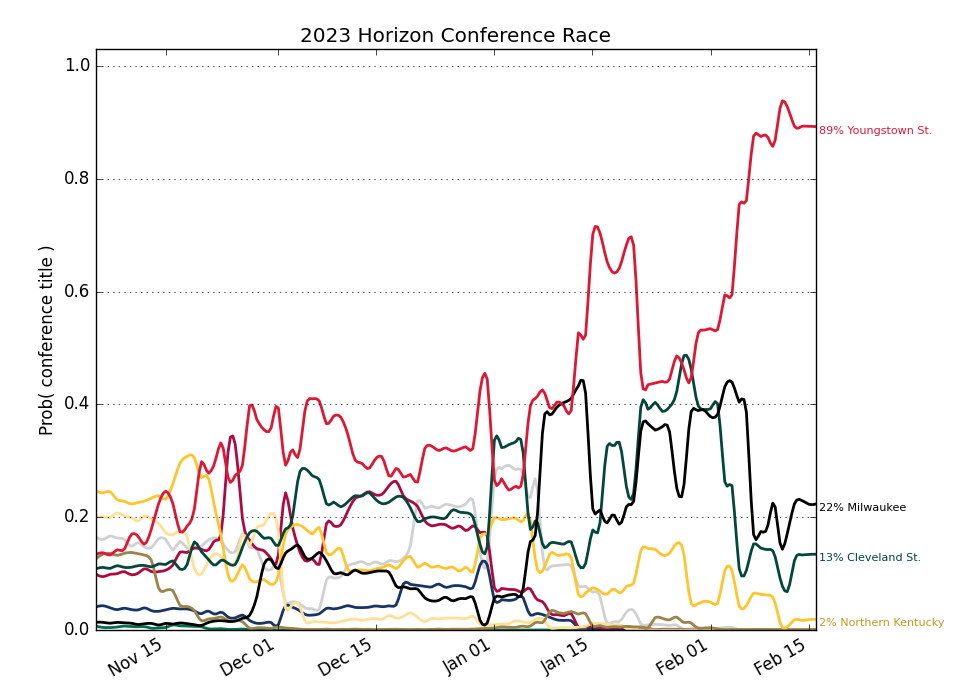 2023 Horizon Conference Race
Prob( conference title )
1.0
0.8
0.6
0.4
0.2
0.0
89% Youngstown St.
22% Milwaukee
13% Cleveland St.
2% Northern Kentucky
Nov 15
Dec 01
Dec 15
Jan 01
Jan 15
Feb 01
Feb 15